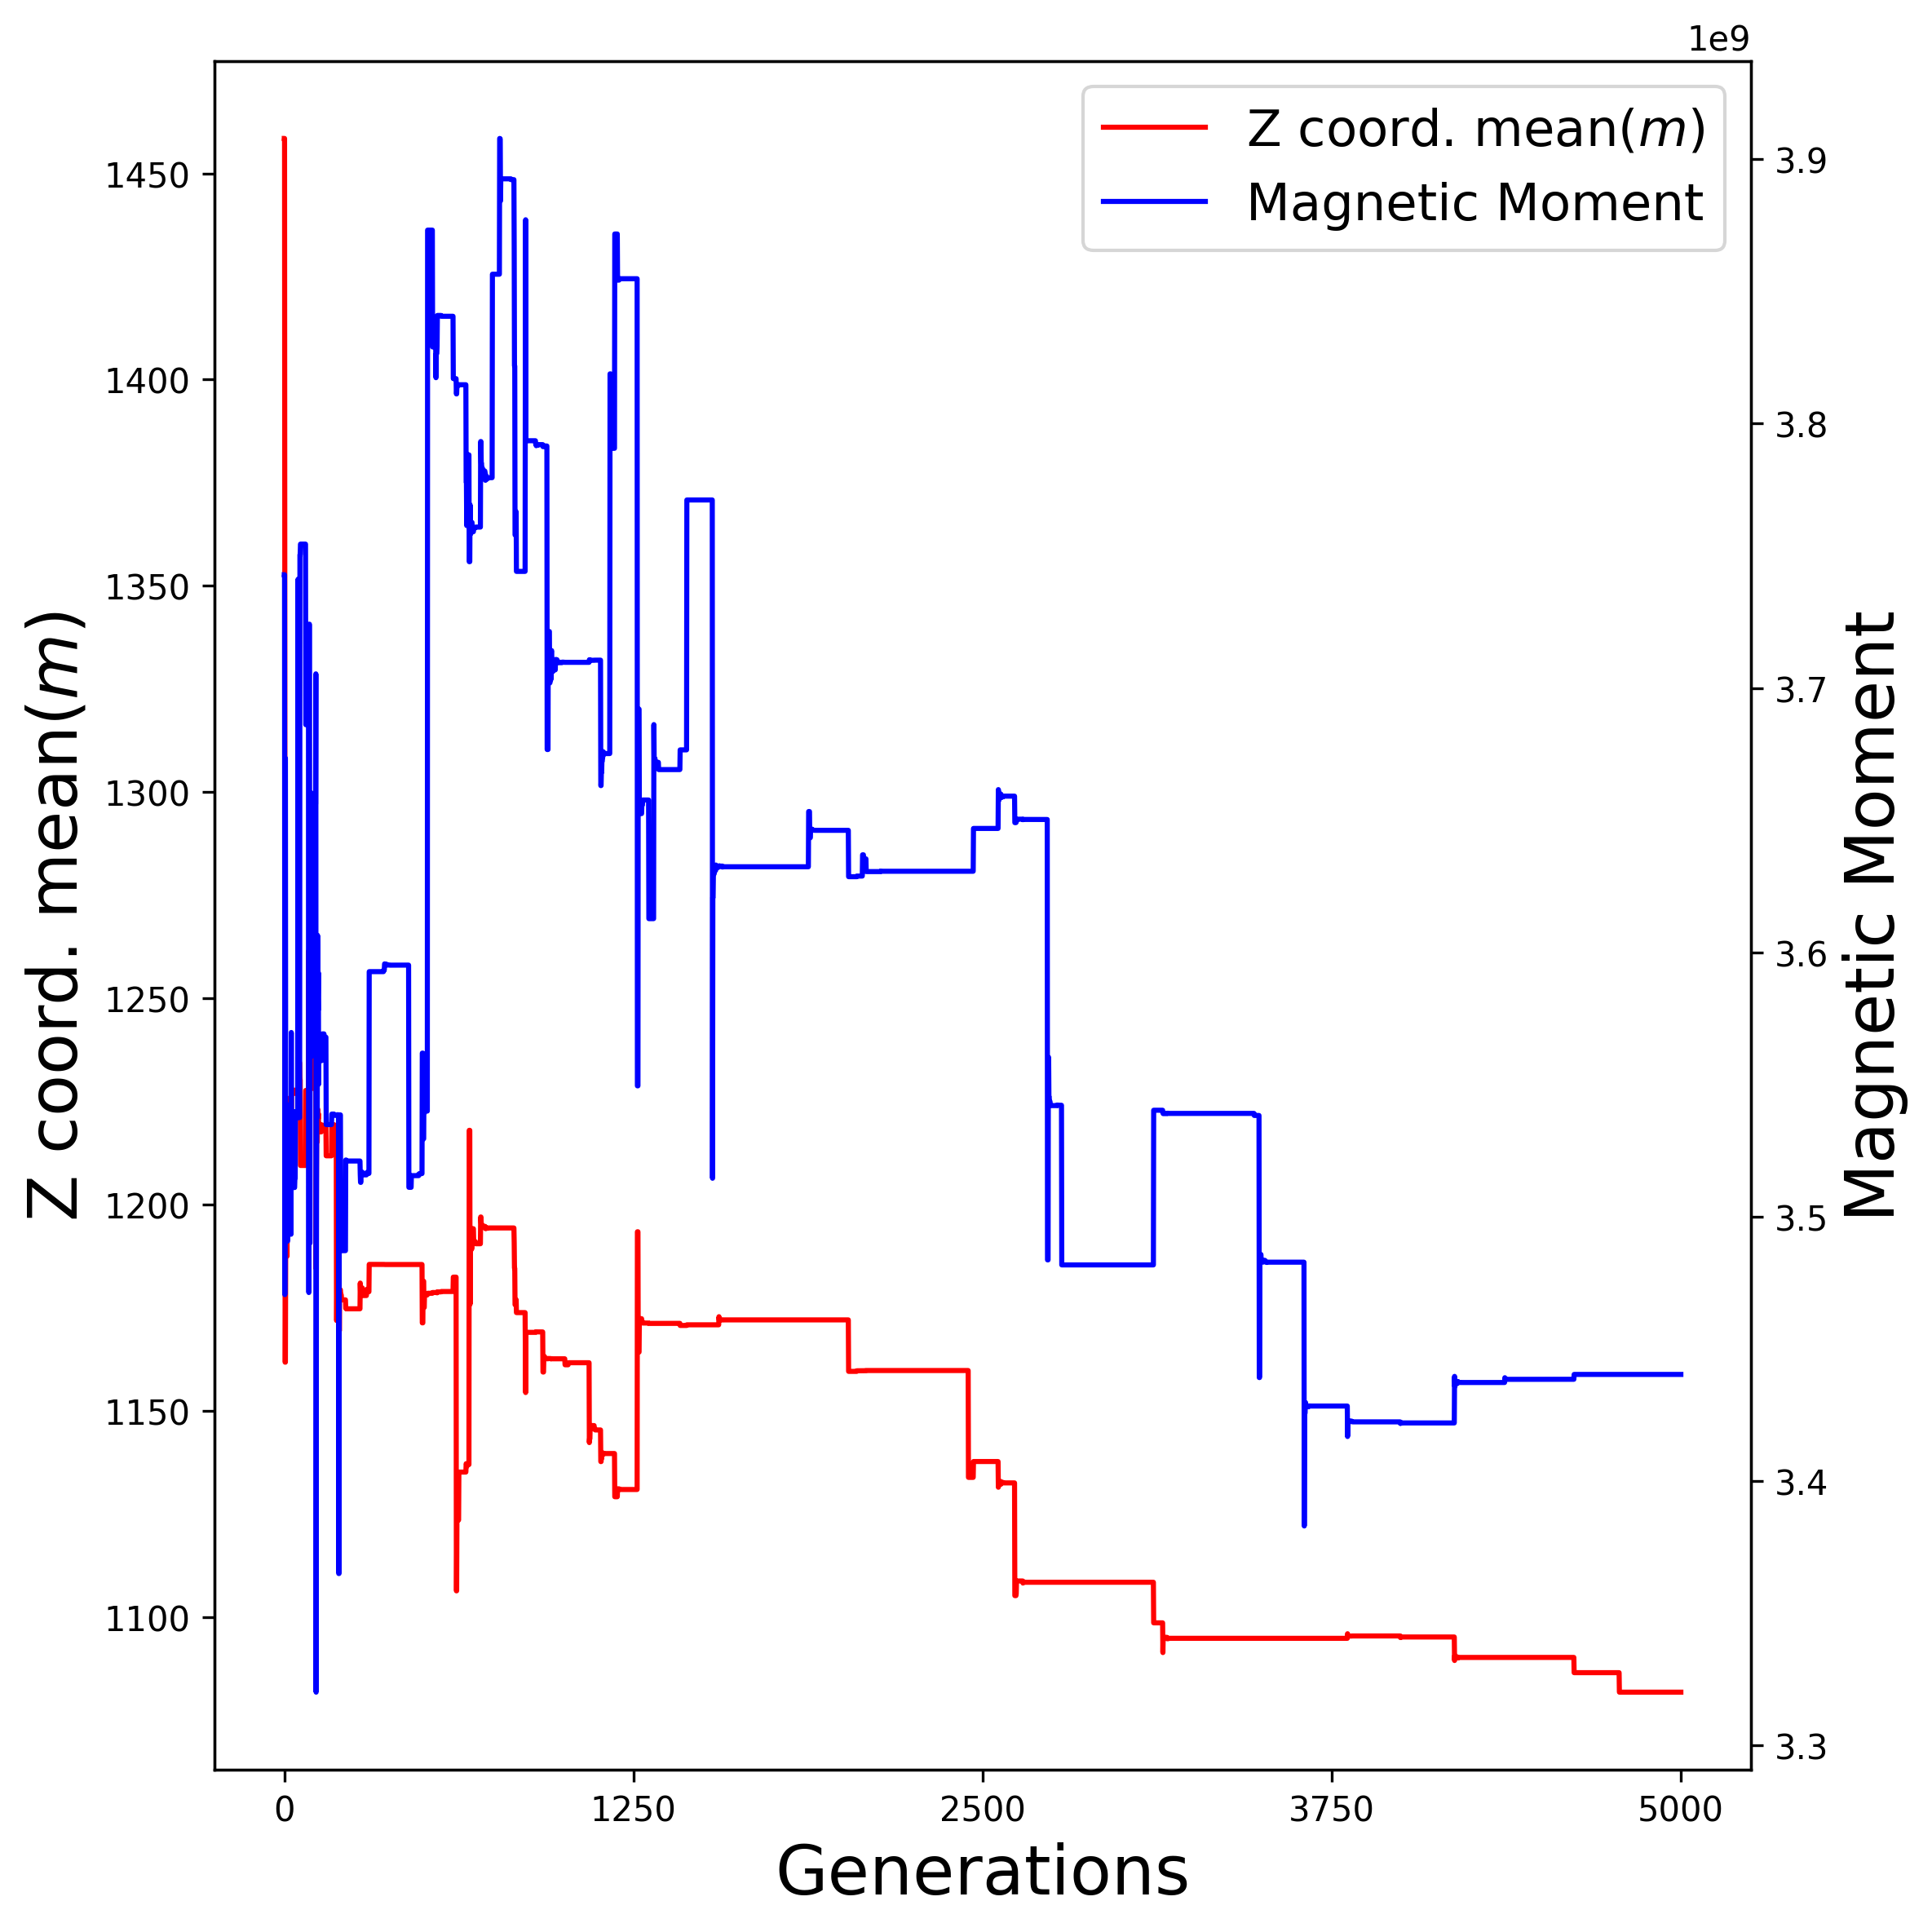 1e9
Z coord. mean(m)
Magnetic Moment
1450
1400
1350
1300
1250
1200
1150
1100
Z coord. mean(m)
3.9
3.8
3.7
3.6
3.5
3.4
3.3
Magnetic Moment
0 1250 2500 3750 5000
Generations